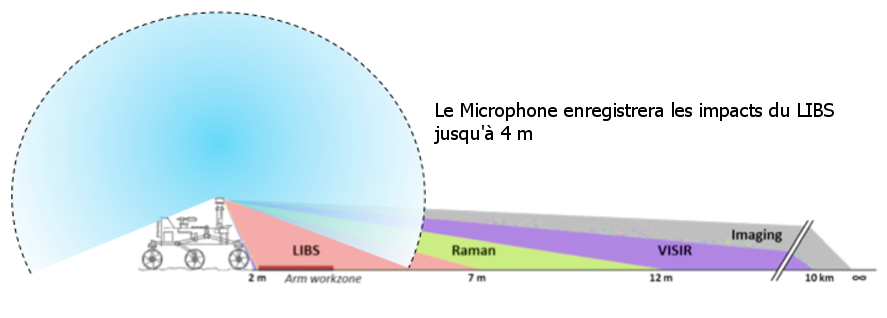 Le Microphone enregistrera les impacts du LIBS
jusqu'à 4 m
Imaging
LIBS
Raman
VISIR
2 m
Arm workzone
7 m
12 m
10 km
∞